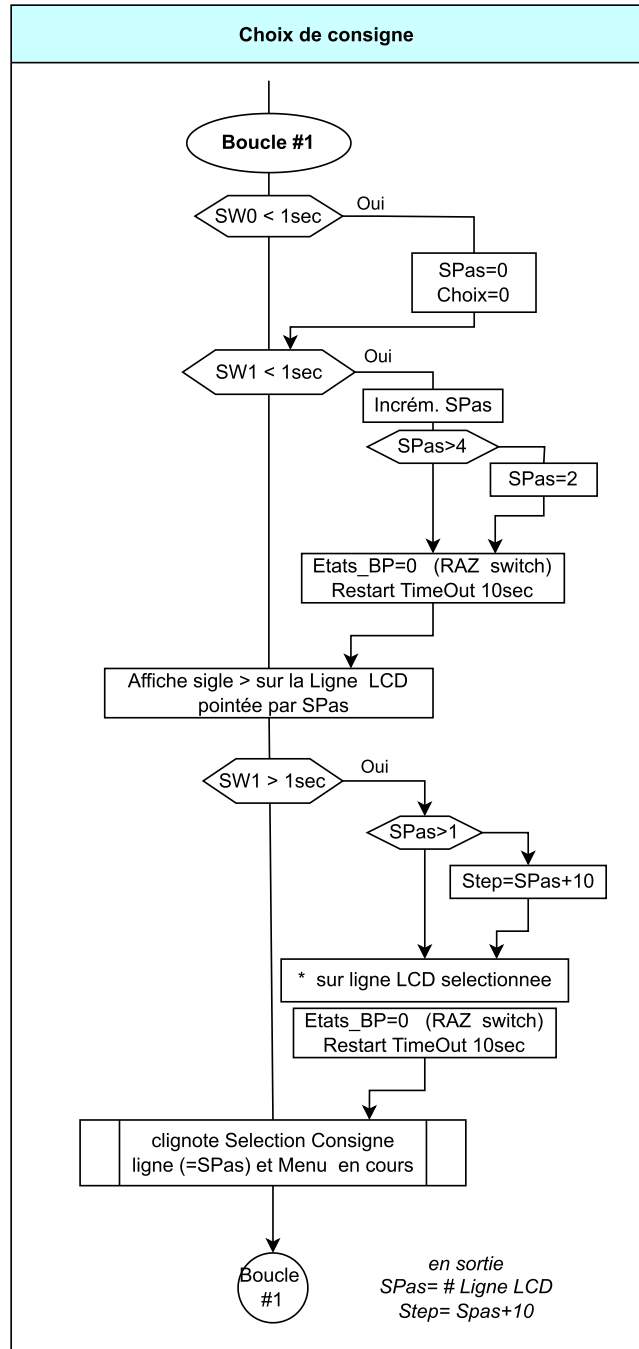 Choix de consigne
Boucle #1
SW0 < 1sec
Oui
SPas=0
Choix=0
SW1 < 1sec
Oui
Incrém. SPas
SPas>4
SPas=2
Etats_BP=0 (RAZ switch)
Restart TimeOut 10sec
Affiche sigle > sur la Ligne LCD
pointée par SPas
SW1 > 1sec
Oui
SPas>1
Step=SPas+10
* sur ligne LCD selectionnee
Etats_BP=0 (RAZ switch)
Restart TimeOut 10sec
clignote Selection Consigne
ligne (=SPas) et Menu en cours
Boucle
#1
en sortie
SPas= # Ligne LCD
Step= Spas+10